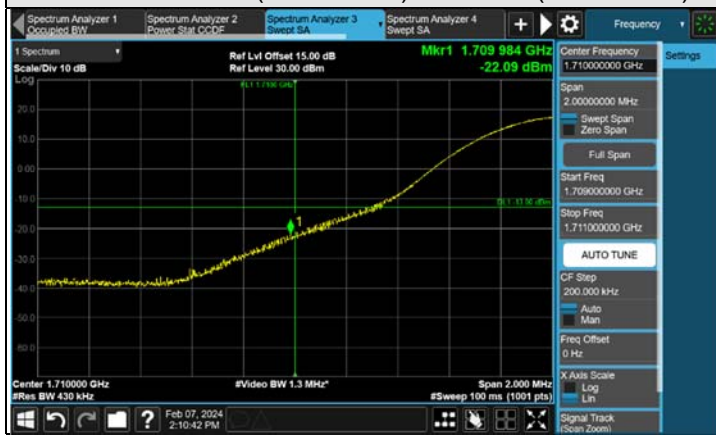 Spectrum Analyzer 1
Occupied BW
Spectrum Analyzer 2
Power Stat CCDF
Spectrum Analyzer 3
Swept SA
Spectrum Analyzer 4
Swept SA
+
Frequency
1 Spectrum
Scale/Div 10 dB
Log
Ref Lvl Offset 15.00 dB
Ref Level 30.00 dBm
Mkr1 1.709 984 GHz
-22.09 dBm
20.0
10.0
0.00
-10.0
-20.0
-30.0
-40.0
-50.0
-60.0
1
Center 1.710000 GHz
#Res BW 430 kHz
#Video BW 1.3 MHz*
Span 2.000 MHz
#Sweep 100 ms (1001 pts)
Center Frequency
1.710000000 GHz
Settings
Span
2.00000000 MHz
Swept Span
Zero Span
Full Span
Start Freq
1.709000000 GHz
Stop Freq
1.711000000 GHz
AUTO TUNE
CF Step
200.000 kHz
Auto
Man
Freq Offset
0 Hz
X Axis Scale
Log
Lin
Signal Track
(Span Zoom)
?
Feb 07, 2024
2:10:42 PM